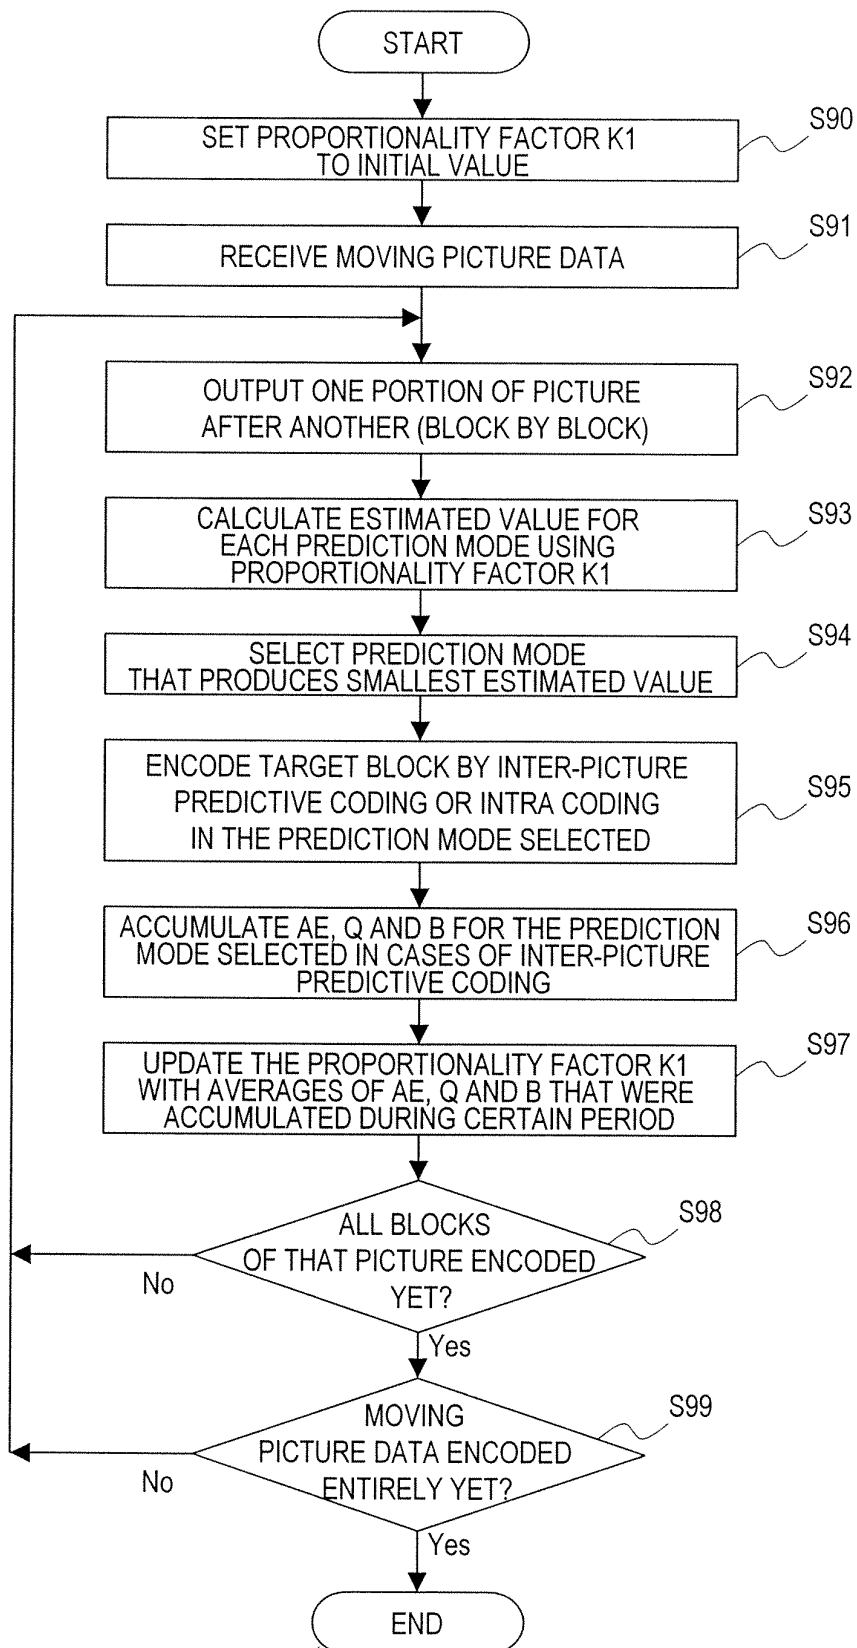 START
SET PROPORTIONALITY FACTOR K1
TO INITIAL VALUE
S90
RECEIVE MOVING PICTURE DATA
S91
OUTPUT ONE PORTION OF PICTURE
AFTER ANOTHER (BLOCK BY BLOCK)
S92
CALCULATE ESTIMATED VALUE FOR
EACH PREDICTION MODE USING
PROPORTIONALITY FACTOR K1
S93
SELECT PREDICTION MODE
THAT PRODUCES SMALLEST ESTIMATED VALUE
S94
ENCODE TARGET BLOCK BY INTER-PICTURE
PREDICTIVE CODING OR INTRA CODING
IN THE PREDICTION MODE SELECTED
S95
ACCUMULATE AE, Q AND B FOR THE PREDICTION
MODE SELECTED IN CASES OF INTER-PICTURE
PREDICTIVE CODING
S96
UPDATE THE PROPORTIONALITY FACTOR K1
WITH AVERAGES OF AE, Q AND B THAT WERE
ACCUMULATED DURING CERTAIN PERIOD
S97
ALL BLOCKS
OF THAT PICTURE ENCODED
YET?
S98
No
Yes
MOVING
PICTURE DATA ENCODED
ENTIRELY YET?
S99
No
Yes
END